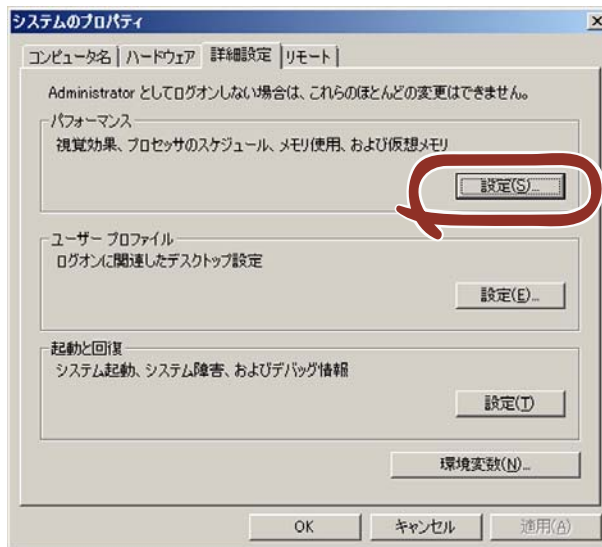 システムのプロパティ
コンピュータ名 ハードウェア 詳細設定 リモート
Administrator としてログオンしない場合は、これらのほとんどの変更はできません。
パフォーマンス
視覚効果、プロセッサのスケジュール、メモリ使用、および仮想メモリ
設定(S)...
ユーザー プロファイル
ログオンに関連したデスクトップ設定
設定(E)...
起動と回復
システム起動、システム障害、およびデバッグ情報
設定(T)
環境変数(N)...
OK キャンセル 適用(A)